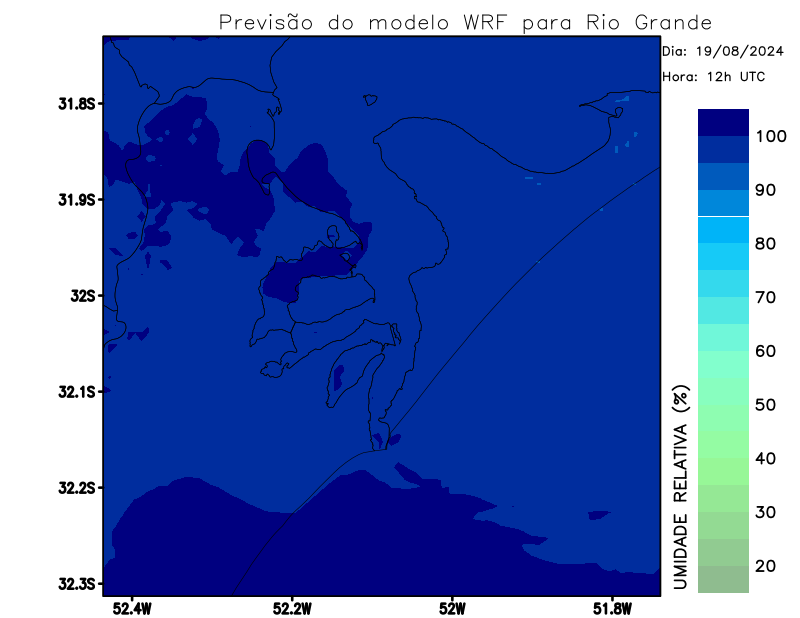 Previsão do modelo WRF para Rio Grande
Dia: 19/08/2024
Hora: 12h UTC
31.8S
31.9S
32S
32.1S
32.2S
32.3S
52.4W
52.2W
52W
51.8W
UMIDADE RELATIVA (%)
100
90
80
70
60
50
40
30
20